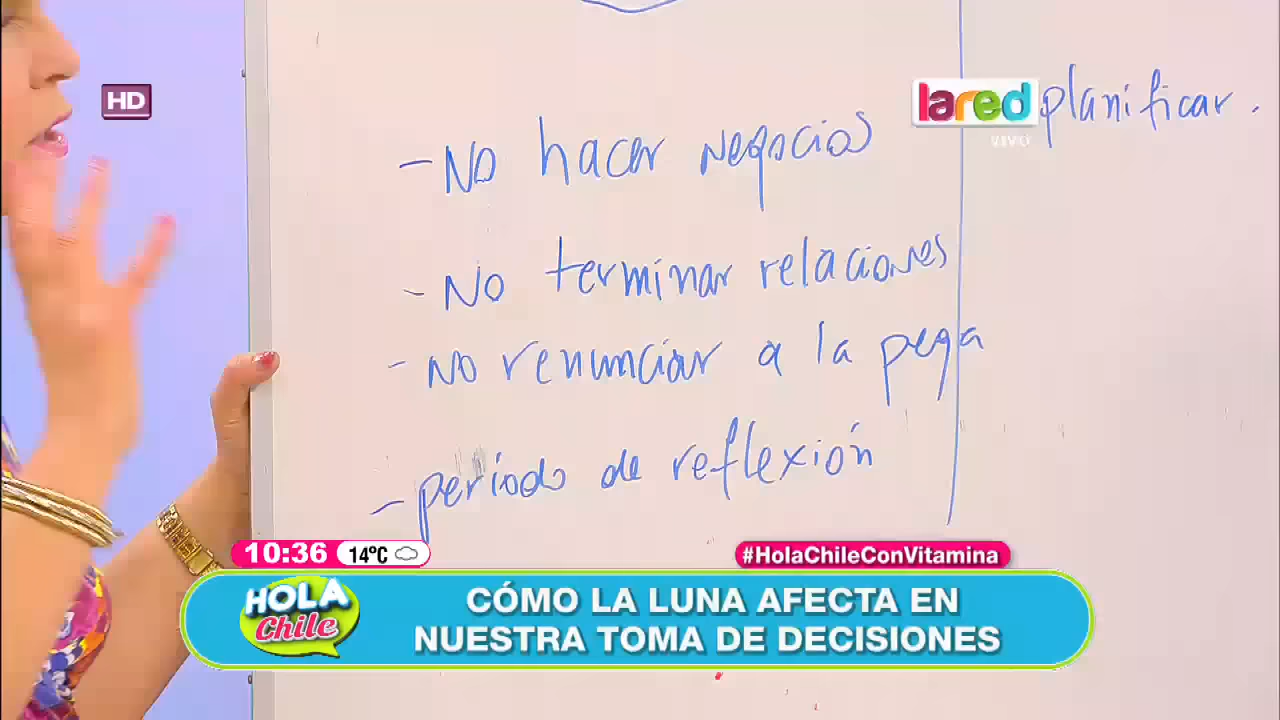 HD
lared
VIVO
planificar.
- No hacer negocios
- No terminar relaciones
- no renunciar a la pega
- periodo de reflexión
10:36 14ºC
#HolaChileConVitamina
HOLA
Chile
CÓMO LA LUNA AFECTA EN
NUESTRA TOMA DE DECISIONES